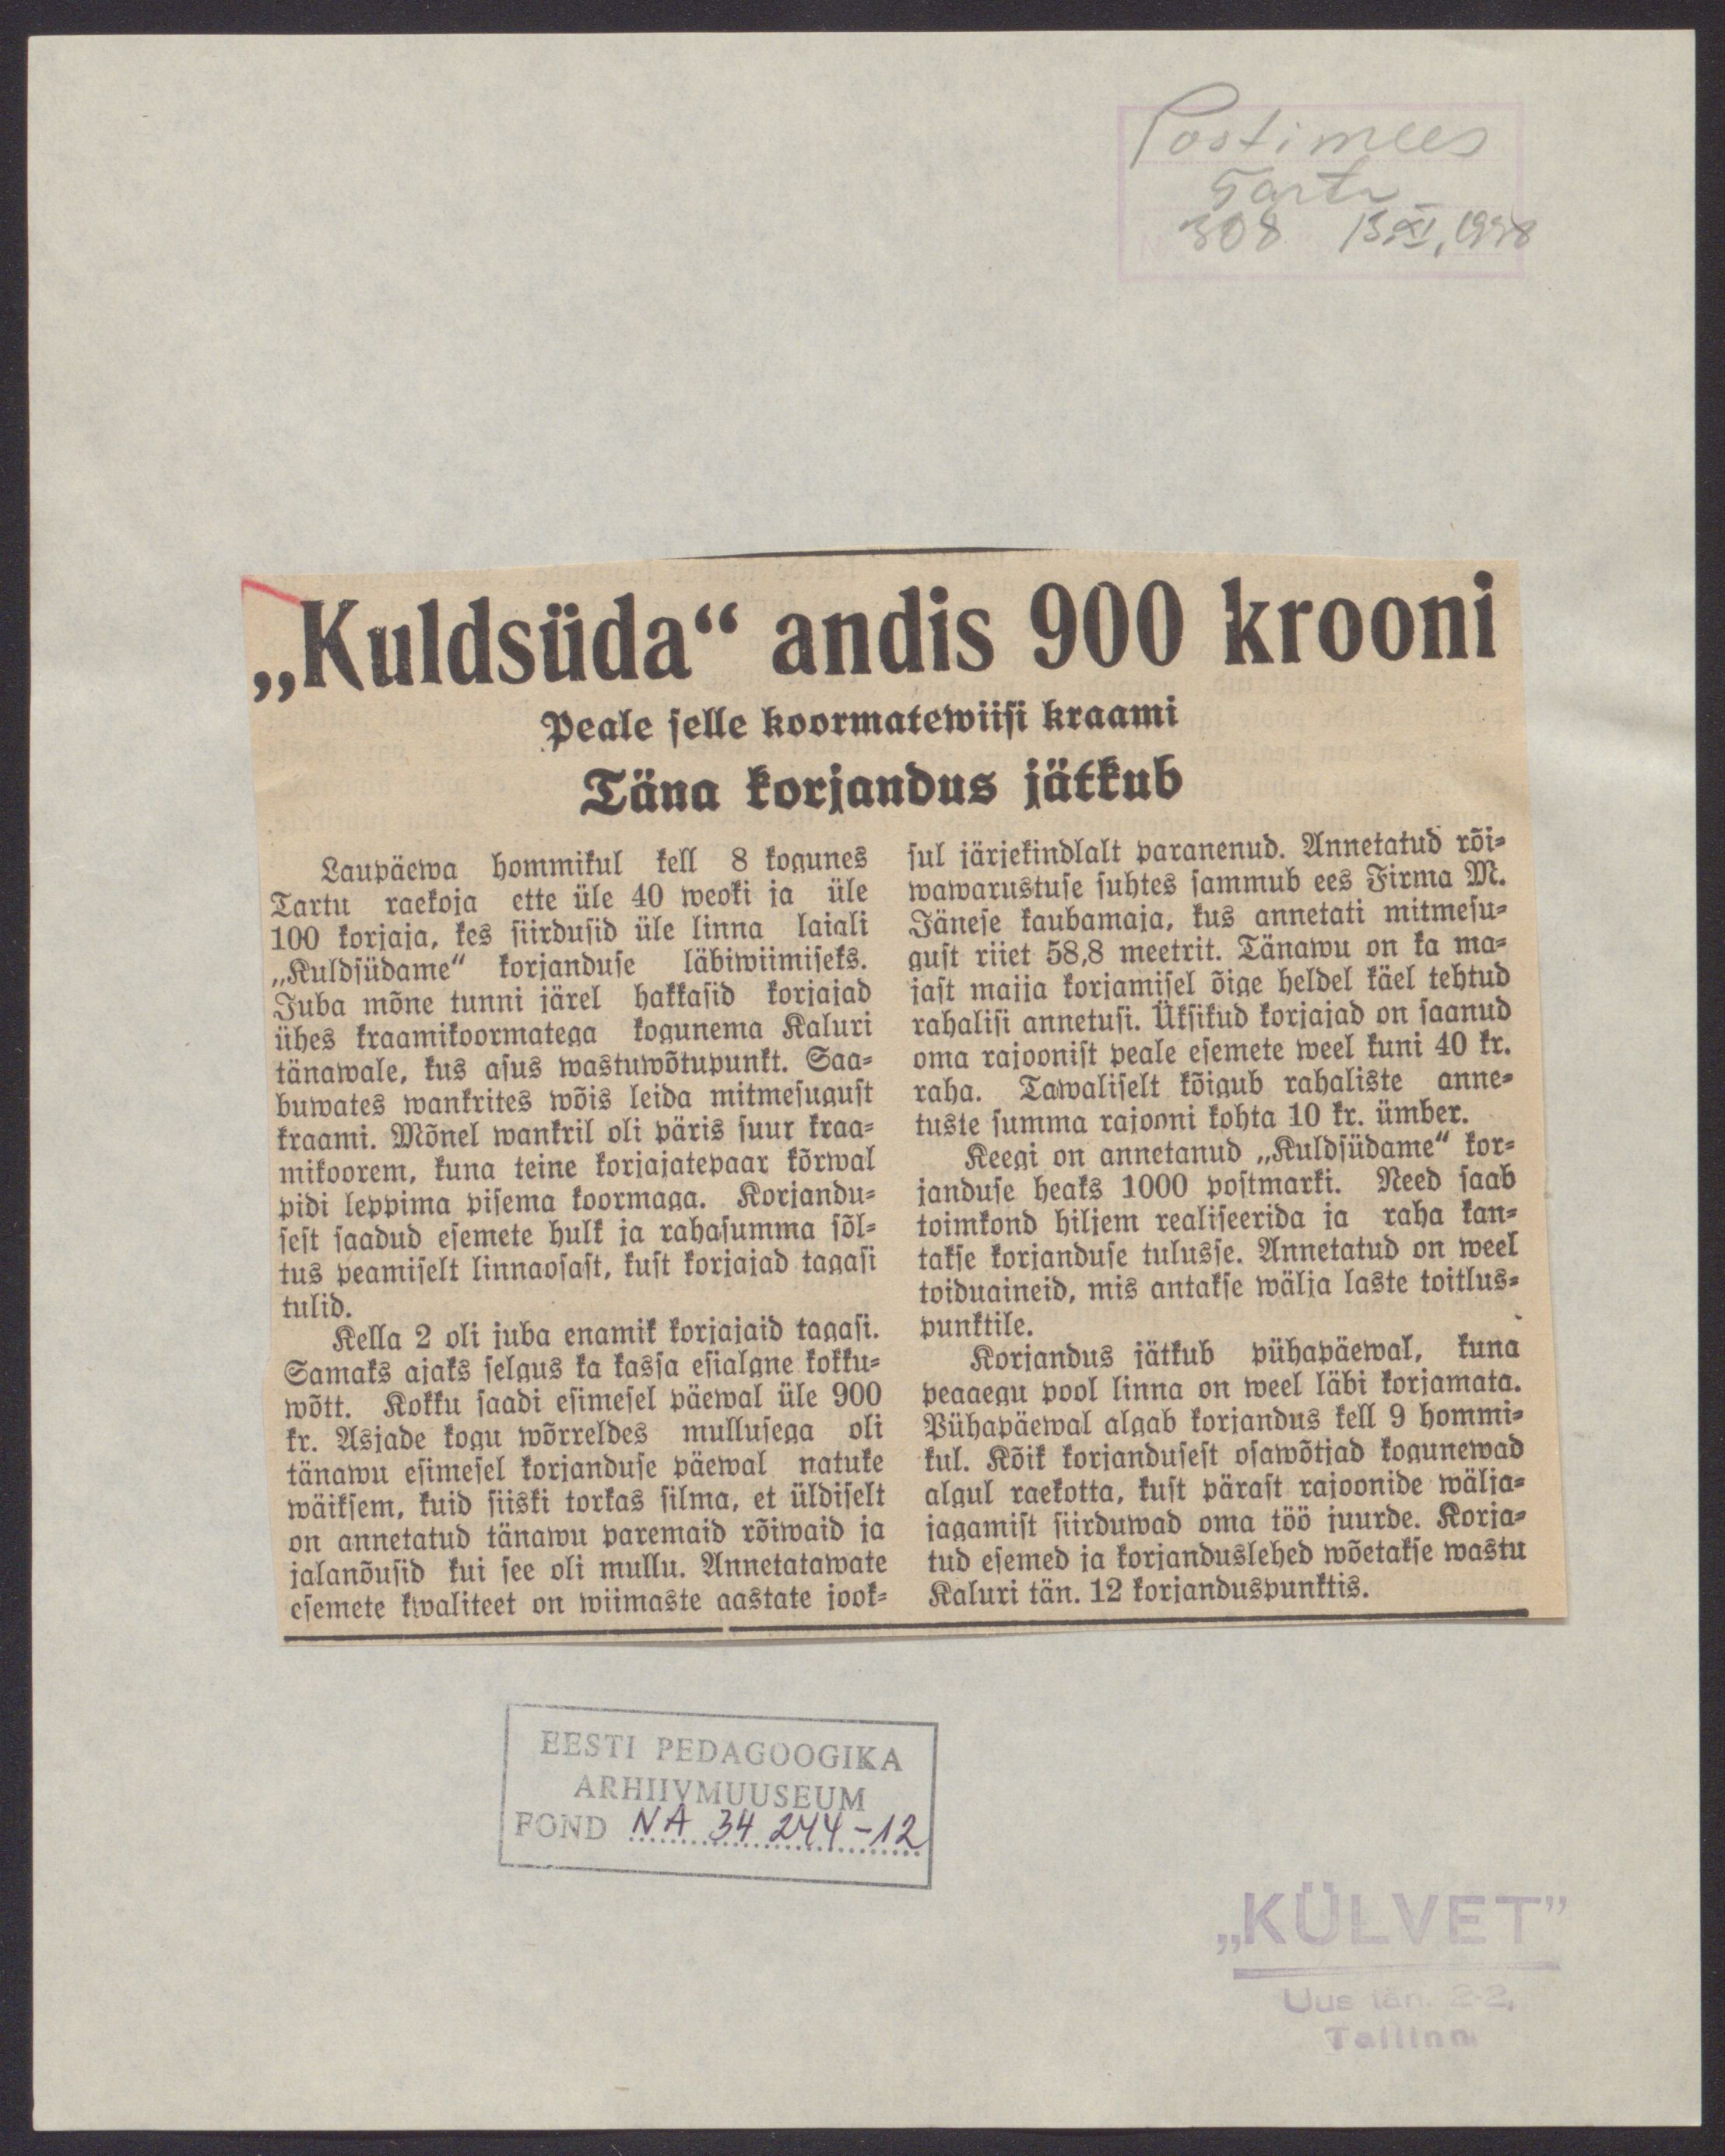 Postimees
Tartu
308 13. XI, 1938
„Kuldsüda“ andis 900 krooni
Peale selle koormatewiisi kraami
Täna korjandus jätkub
Laupäewa hommikul kell 8 kogunes
Tartu raekoja ette üle 40 weoki ja üle
100 korjaja, kes siirdusid üle linna laiali
„Kuldsüdame“ korjanduse läbiwiimiseks.
Juba mõne tunni järel hakkasid korjajad
ühes kraamikoormatega kogunema Kaluri
tänawale, kus asus wastuwõtupunkt. Saa-
buwates wankrites wõis leida mitmesugust
kraami. Mõnel wankril oli päris suur kraa-
mikoorem, kuna teine korjajatepaar kõrwal
pidi leppima pisema koormaga. Korjandu-
sest saadud esemete hulk ja rahasumma sõl-
tus peamiselt linnaosast, kust korjajad tagasi
tulid.
Kella 2 oli juba enamik korjajaid tagasi.
Samaks ajaks selgus ka kassa esialgne kokku-
wõtt. Kokku saadi esimesel päewal üle 900
kr. Asjade kogu wõrreldes mullusega oli
tänawu esimesel korjanduse päewal natuke
wäiksem, kuid siiski torkas silma, et üldiselt
on annetatud tänawu paremaid rõiwaid ja
jalanõusid kui see oli mullu. Annetatawate
esemete kwaliteet on wiimaste aastate jook-
sul järjekindlalt paranenud. Annetatud rõi-
wawarustuse suhtes sammub ees Firma M.
Jänese kaubamaja, kus annetati mitmesu-
gust riiet 58,8 meetrit. Tänawu on ka ma-
jast majja korjamisel õige heldel käel tehtud
rahalisi annetusi. Üksikud korjajad on saanud
oma rajoonist peale esemete weel kuni 40 kr.
raha. Tawaliselt kõigub rahaliste anne-
tuste summa rajooni kohta 10 kr. ümber.
Keegi on annetanud „Kuldsüdame“ kor-
janduse heaks 1000 postmarki. Need saab
toimkond hiljem realiseerida ja raha kan-
takse korjanduse tulusse. Annetatud on weel
toiduaineid, mis antakse wälja laste toitlus-
punktile.
Korjandus jätkub pühapäewal, kuna
peaaegu pool linna on weel läbi korjamata.
Pühapäewal algab korjandus kell 9 hommi-
kul. Kõik korjandusest osawõtjad kogunewad
algul raekotta, kust pärast rajoonide wälja-
jagamist siirduwad oma töö juurde. Korja-
tud esemed ja korjanduslehed wõetakse wastu
Kaluri tän. 12 korjanduspunktis.
EESTI PEDAGOOGIKA
ARHIIVMUUSEUM
FOND NA 34 244-12
„KÜLVET”
Uus tän. 2-2,
Tallinn